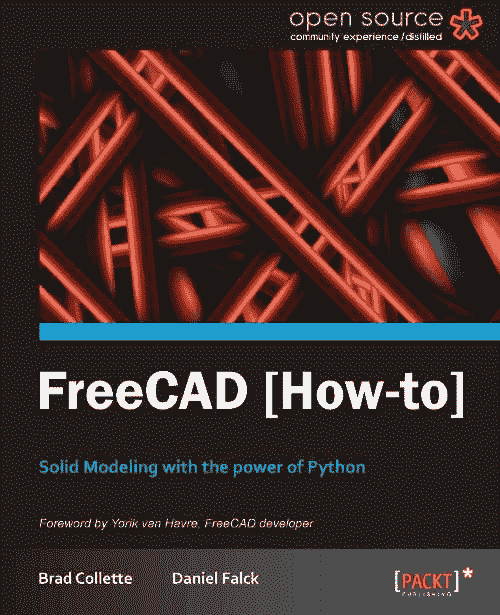 open source
community experience distilled
FreeCAD [How-to]
Solid Modeling with the power of Python
Foreword by Yorik van Havre, FreeCAD developer
Brad Collette Daniel Falck
[PACKT]*
PUBLISHING